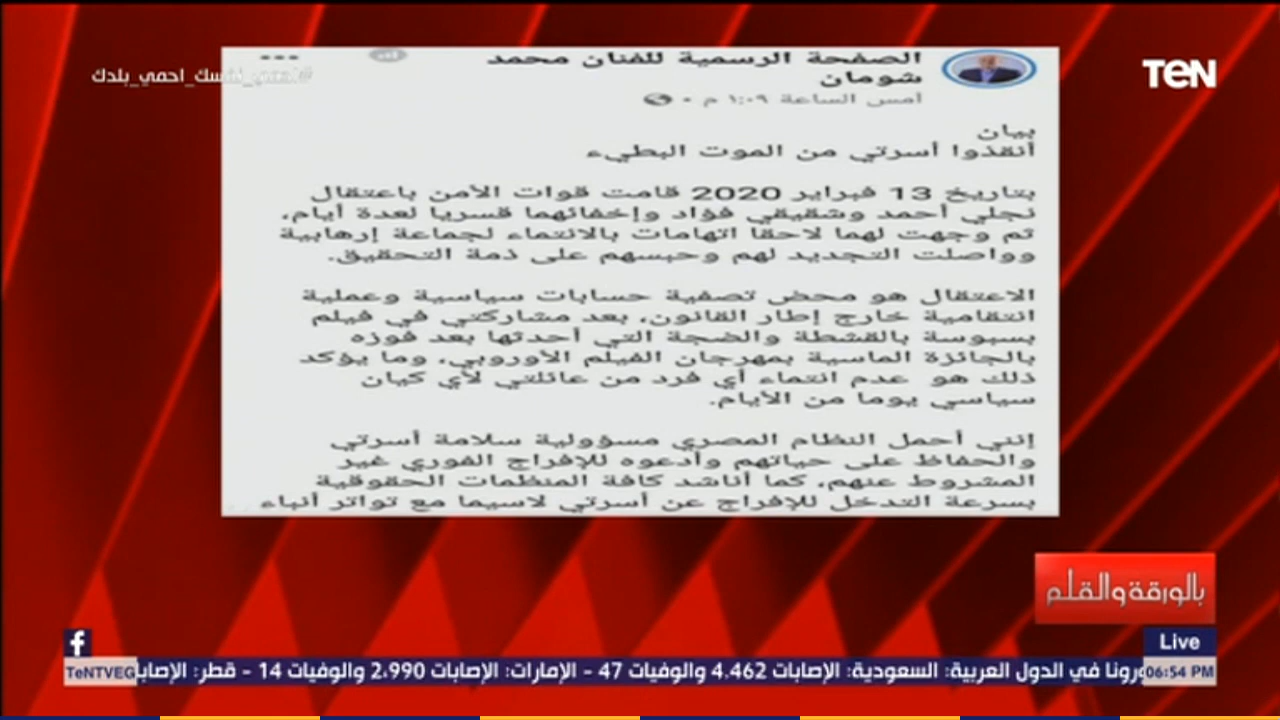 #احمي_نفسك_احمي_بلدك
TeN
الصفحة الرسمية للفنان محمد
شومان
أمس الساعة ١:٠٩ م
بيان
أنقذوا أسرتي من الموت البطيء
بتاريخ 13 فبراير 2020 قامت قوات الأمن باعتقال
نجلي أحمد وشقيقي فؤاد وإخفائهما قسريا لعدة أيام،
ثم وجهت لهما لاحقا اتهامات بالانتماء لجماعة إرهابية
وواصلت التجديد لهم وحبسهم على ذمة التحقيق.
الاعتقال هو محض تصفية حسابات سياسية وعملية
انتقامية خارج إطار القانون، بعد مشاركتي في فيلم
بسبوسة بالقشطة والضجة التي أحدثها بعد فوزه
بالجائزة الماسية بمهرجان الفيلم الأوروبي، وما يؤكد
ذلك هو عدم انتماء أي فرد من عائلتي لأي كيان
سياسي يوما من الأيام.
إنني أحمل النظام المصري مسؤولية سلامة أسرتي
والحفاظ على حياتهم وأدعوه للإفراج الفوري غير
المشروط عنهم، كما أناشد كافة المنظمات الحقوقية
بسرعة التدخل للإفراج عن أسرتي لاسيما مع تواتر أنباء
بالورقة والقلم
Live
06:54 PM
ورونا في الدول العربية: السعودية: الإصابات 4.462 والوفيات 47 - الإمارات: الإصابات 2،990 والوفيات 14 - قطر: الإصابا
TeNTVEG